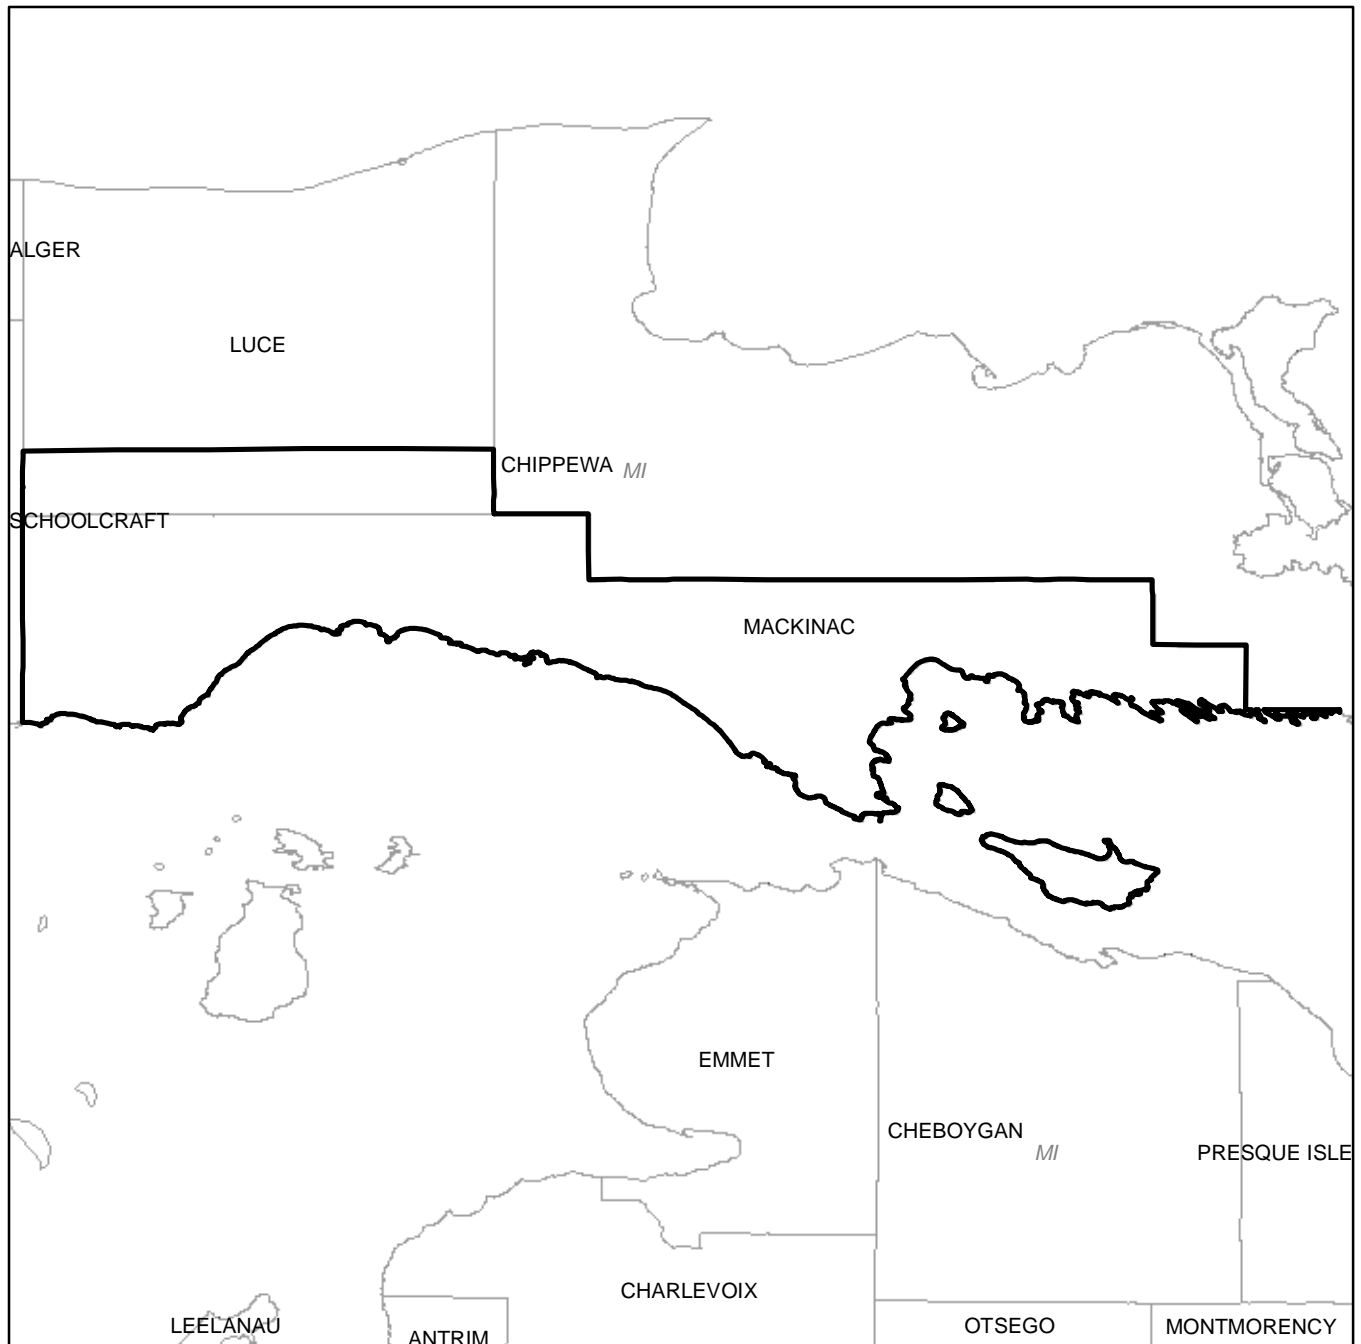 ALGER
LUCE
CHIPPEWA MI
SCHOOLCRAFT
MACKINAC
EMMET
CHEBOYGAN
MI
PRESQUE ISLE
CHARLEVOIX
LEELANAU
ANTRIM
OTSEGO
MONTMORENCY